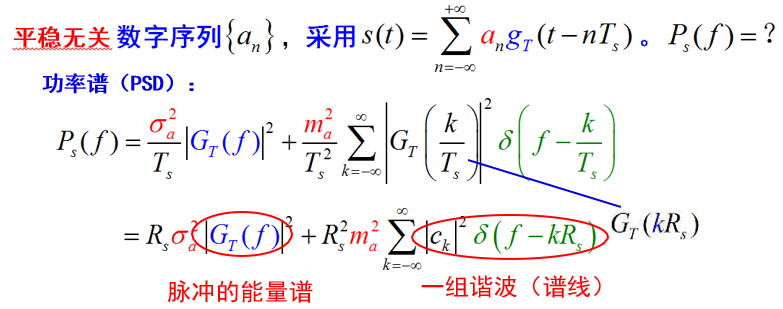 平稳无关 数字序列{aₙ}，采用 s(t) = \sum_{n=-\infty}^{+\infty} a_n g_T(t-nT_s)。P_s(f)=？
功率谱（PSD）：
P_s(f) = \frac{\sigma_a^2}{T_s}|G_T(f)|^2 + \frac{m_a^2}{T_s^2} \sum_{k=-\infty}^{\infty} \left|G_T\left(\frac{k}{T_s}\right)\right|^2 \delta\left(f-\frac{k}{T_s}\right)
G_T(kR_s)
= R_s\sigma_a^2|G_T(f)|^2 + R_s^2 m_a^2 \sum_{k=-\infty}^{\infty} |c_k|^2 \delta(f-kR_s)
脉冲的能量谱
一组谐波（谱线）